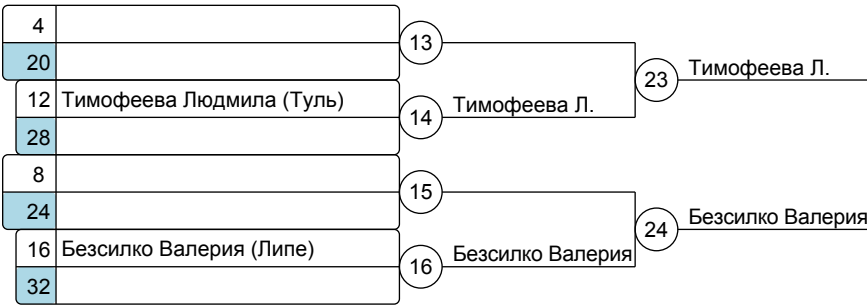 4
13
20
23 Тимофеева Л.
12 Тимофеева Людмила (Туль)
14 Тимофеева Л.
28
8
15
24
24 Безсилко Валерия
16 Безсилко Валерия (Липе)
16 Безсилко Валерия
32